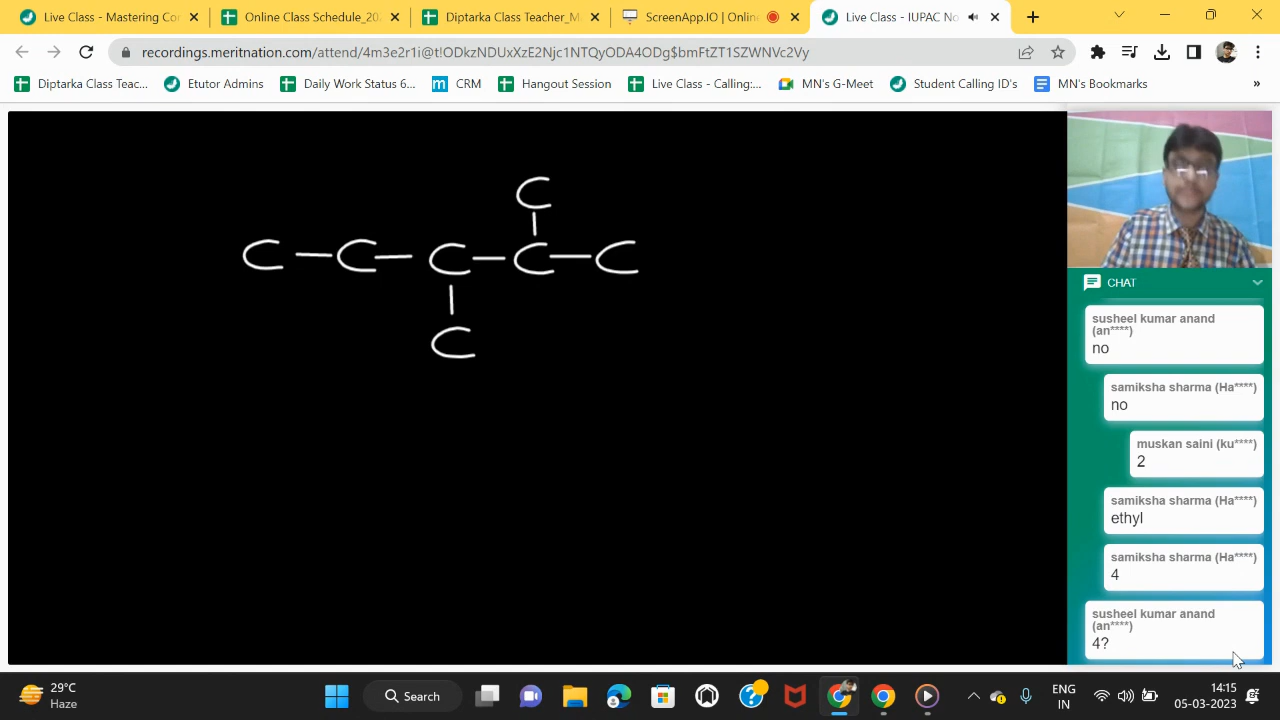 Live Class - Mastering Co
Online Class Schedule_202
Diptarka Class Teacher_M
ScreenApp.IO | Online
Live Class - IUPAC No
recordings.meritnation.com/attend/4m3e2r1i@t!ODkzNDUxXzE2Njc1NTQyODA4ODg$bmFtZT1SZWNVc2Vy
Diptarka Class Teac...
Etutor Admins
Daily Work Status 6...
CRM
Hangout Session
Live Class - Calling:...
MN's G-Meet
Student Calling ID's
MN's Bookmarks
»
C
C — C — C — C — C
C
CHAT
susheel kumar anand
(an****)
no
samiksha sharma (Ha****)
no
muskan saini (ku****)
2
samiksha sharma (Ha****)
ethyl
samiksha sharma (Ha****)
4
susheel kumar anand
(an****)
4?
29°C
Haze
Search
ENG
IN
14:15
05-03-2023